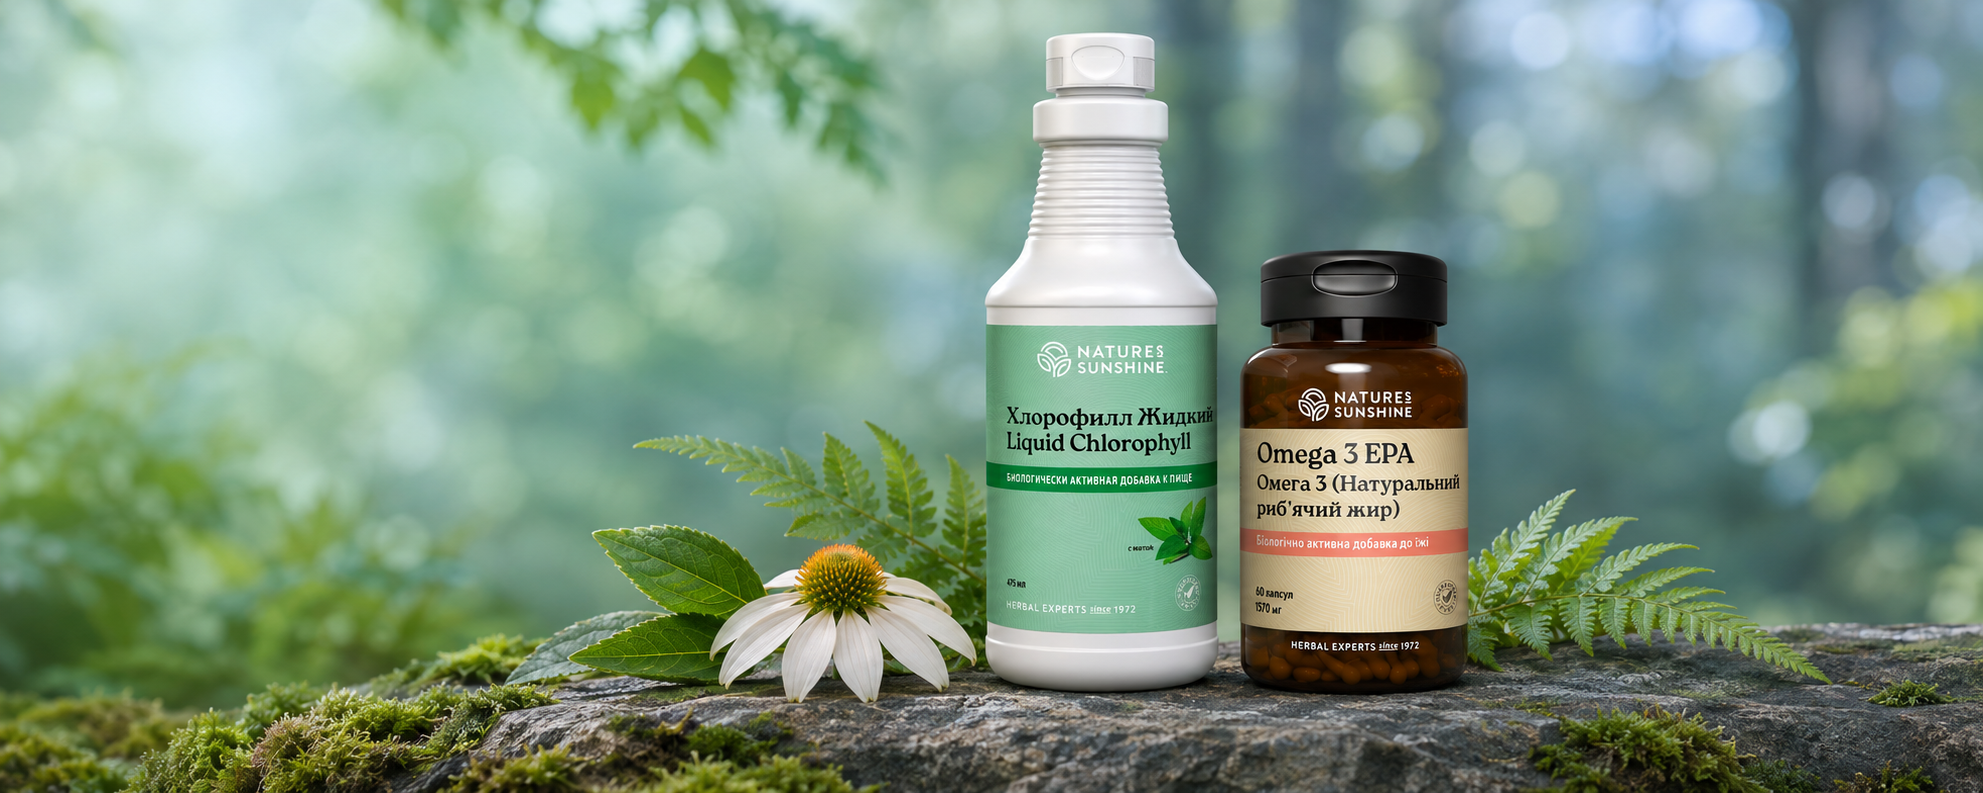 NATURES
SUNSHINE.
Хлорофилл Жидкий
Liquid Chlorophyll
БИОЛОГИЧЕСКИ АКТИВНАЯ ДОБАВКА К ПИЩЕ
с мятой
475 мл
HERBAL EXPERTS since 1972
NATURES
SUNSHINE
Omega 3 EPA
Омега 3 (Натуральний
риб'ячий жир)
Біологічно активна добавка до їжі
60 капсул
1570 мг
HERBAL EXPERTS since 1972